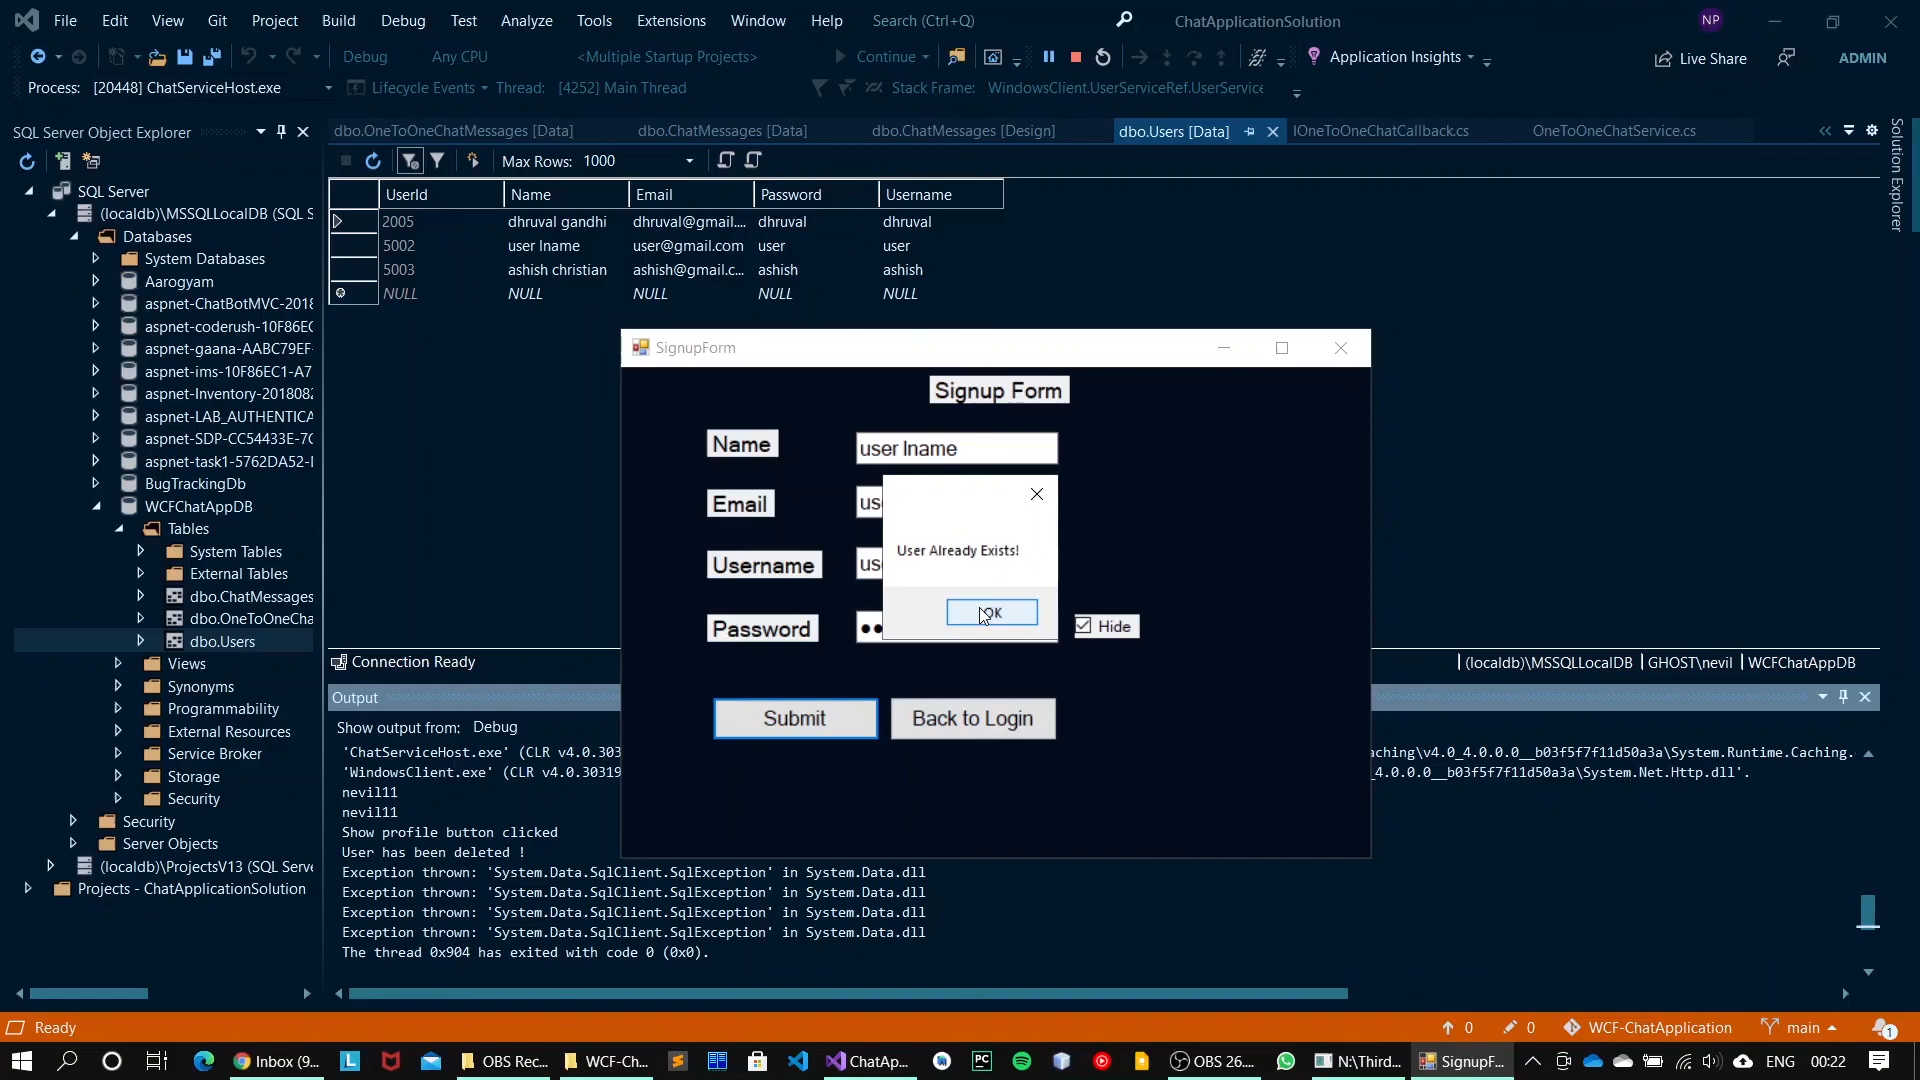 File Edit View Git Project Build Debug Test Analyze Tools Extensions Window Help Search (Ctrl+Q) ChatApplicationSolution NP
Debug Any CPU <Multiple Startup Projects> Continue Application Insights Live Share ADMIN
Process: [20448] ChatServiceHost.exe Lifecycle Events Thread: [4252] Main Thread Stack Frame: WindowsClient.UserServiceRef.UserService
SQL Server Object Explorer
dbo.OneToOneChatMessages [Data] dbo.ChatMessages [Data] dbo.ChatMessages [Design] dbo.Users [Data] IOneToOneChatCallback.cs OneToOneChatService.cs
Solution Explorer
Max Rows: 1000
SQL Server
(localdb)\MSSQLLocalDB (SQL S
Databases
System Databases
Aarogyam
aspnet-ChatBotMVC-2018
aspnet-coderush-10F86EC
aspnet-gaana-AABC79EF-
aspnet-ims-10F86EC1-A7
aspnet-Inventory-2018082
aspnet-LAB_AUTHENTICA
aspnet-SDP-CC54433E-7C
aspnet-task1-5762DA52-I
BugTrackingDb
WCFChatAppDB
Tables
System Tables
External Tables
dbo.ChatMessages
dbo.OneToOneCha
dbo.Users
Views
Synonyms
Programmability
External Resources
Service Broker
Storage
Security
Security
Server Objects
(localdb)\ProjectsV13 (SQL Serve
Projects - ChatApplicationSolution
UserId Name Email Password Username
2005 dhruval gandhi dhruval@gmail.... dhruval dhruval
5002 user lname user@gmail.com user user
5003 ashish christian ashish@gmail.c... ashish ashish
NULL NULL NULL NULL NULL
SignupForm
Signup Form
Name user lname
Email use
Username use
Password Hide
User Already Exists!
OK
Submit Back to Login
Connection Ready (localdb)\MSSQLLocalDB GHOST\nevil WCFChatAppDB
Output
Show output from: Debug
'ChatServiceHost.exe' (CLR v4.0.303 aching\v4.0_4.0.0.0__b03f5f7f11d50a3a\System.Runtime.Caching.
'WindowsClient.exe' (CLR v4.0.30319 _4.0.0.0__b03f5f7f11d50a3a\System.Net.Http.dll'.
nevil11
nevil11
Show profile button clicked
User has been deleted !
Exception thrown: 'System.Data.SqlClient.SqlException' in System.Data.dll
Exception thrown: 'System.Data.SqlClient.SqlException' in System.Data.dll
Exception thrown: 'System.Data.SqlClient.SqlException' in System.Data.dll
Exception thrown: 'System.Data.SqlClient.SqlException' in System.Data.dll
The thread 0x904 has exited with code 0 (0x0).
Ready 0 0 WCF-ChatApplication main 1
Inbox (9... L OBS Rec... WCF-Ch... ChatAp... PC OBS 26.... N:\Third... SignupF... ENG 00:22